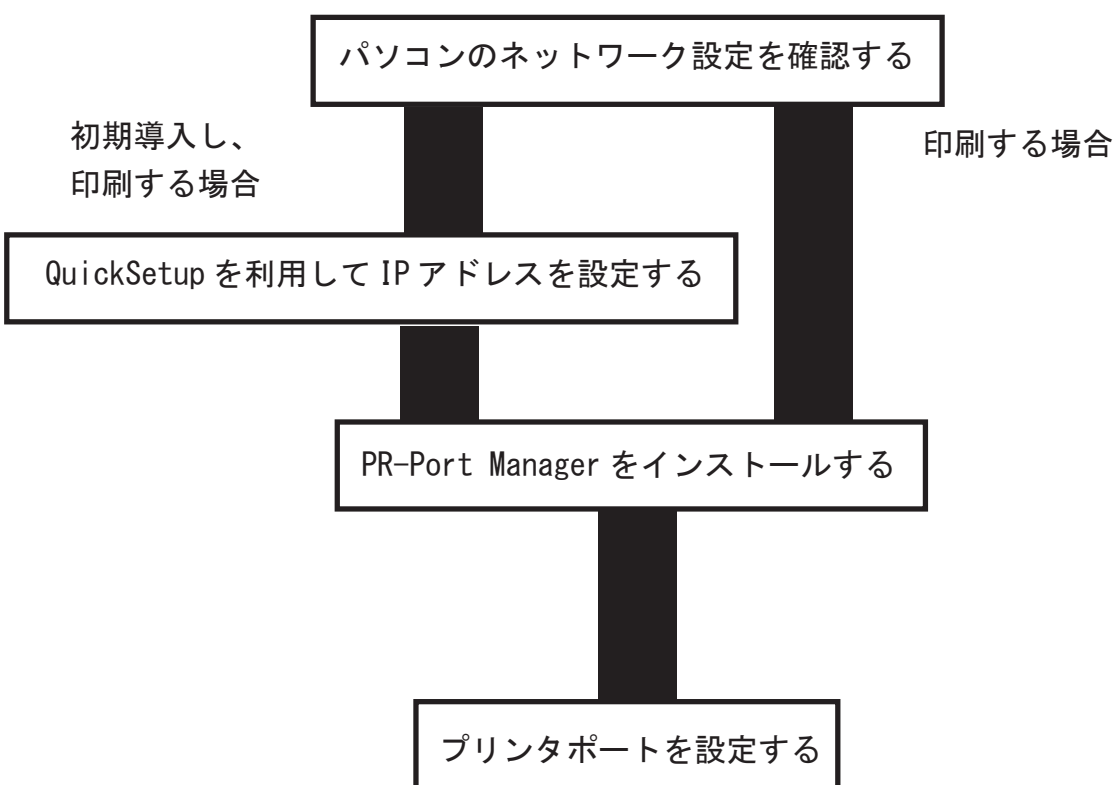 パソコンのネットワーク設定を確認する
初期導入し、
印刷する場合
印刷する場合
QuickSetup を利用して IP アドレスを設定する
PR-Port Manager をインストールする
プリンタポートを設定する